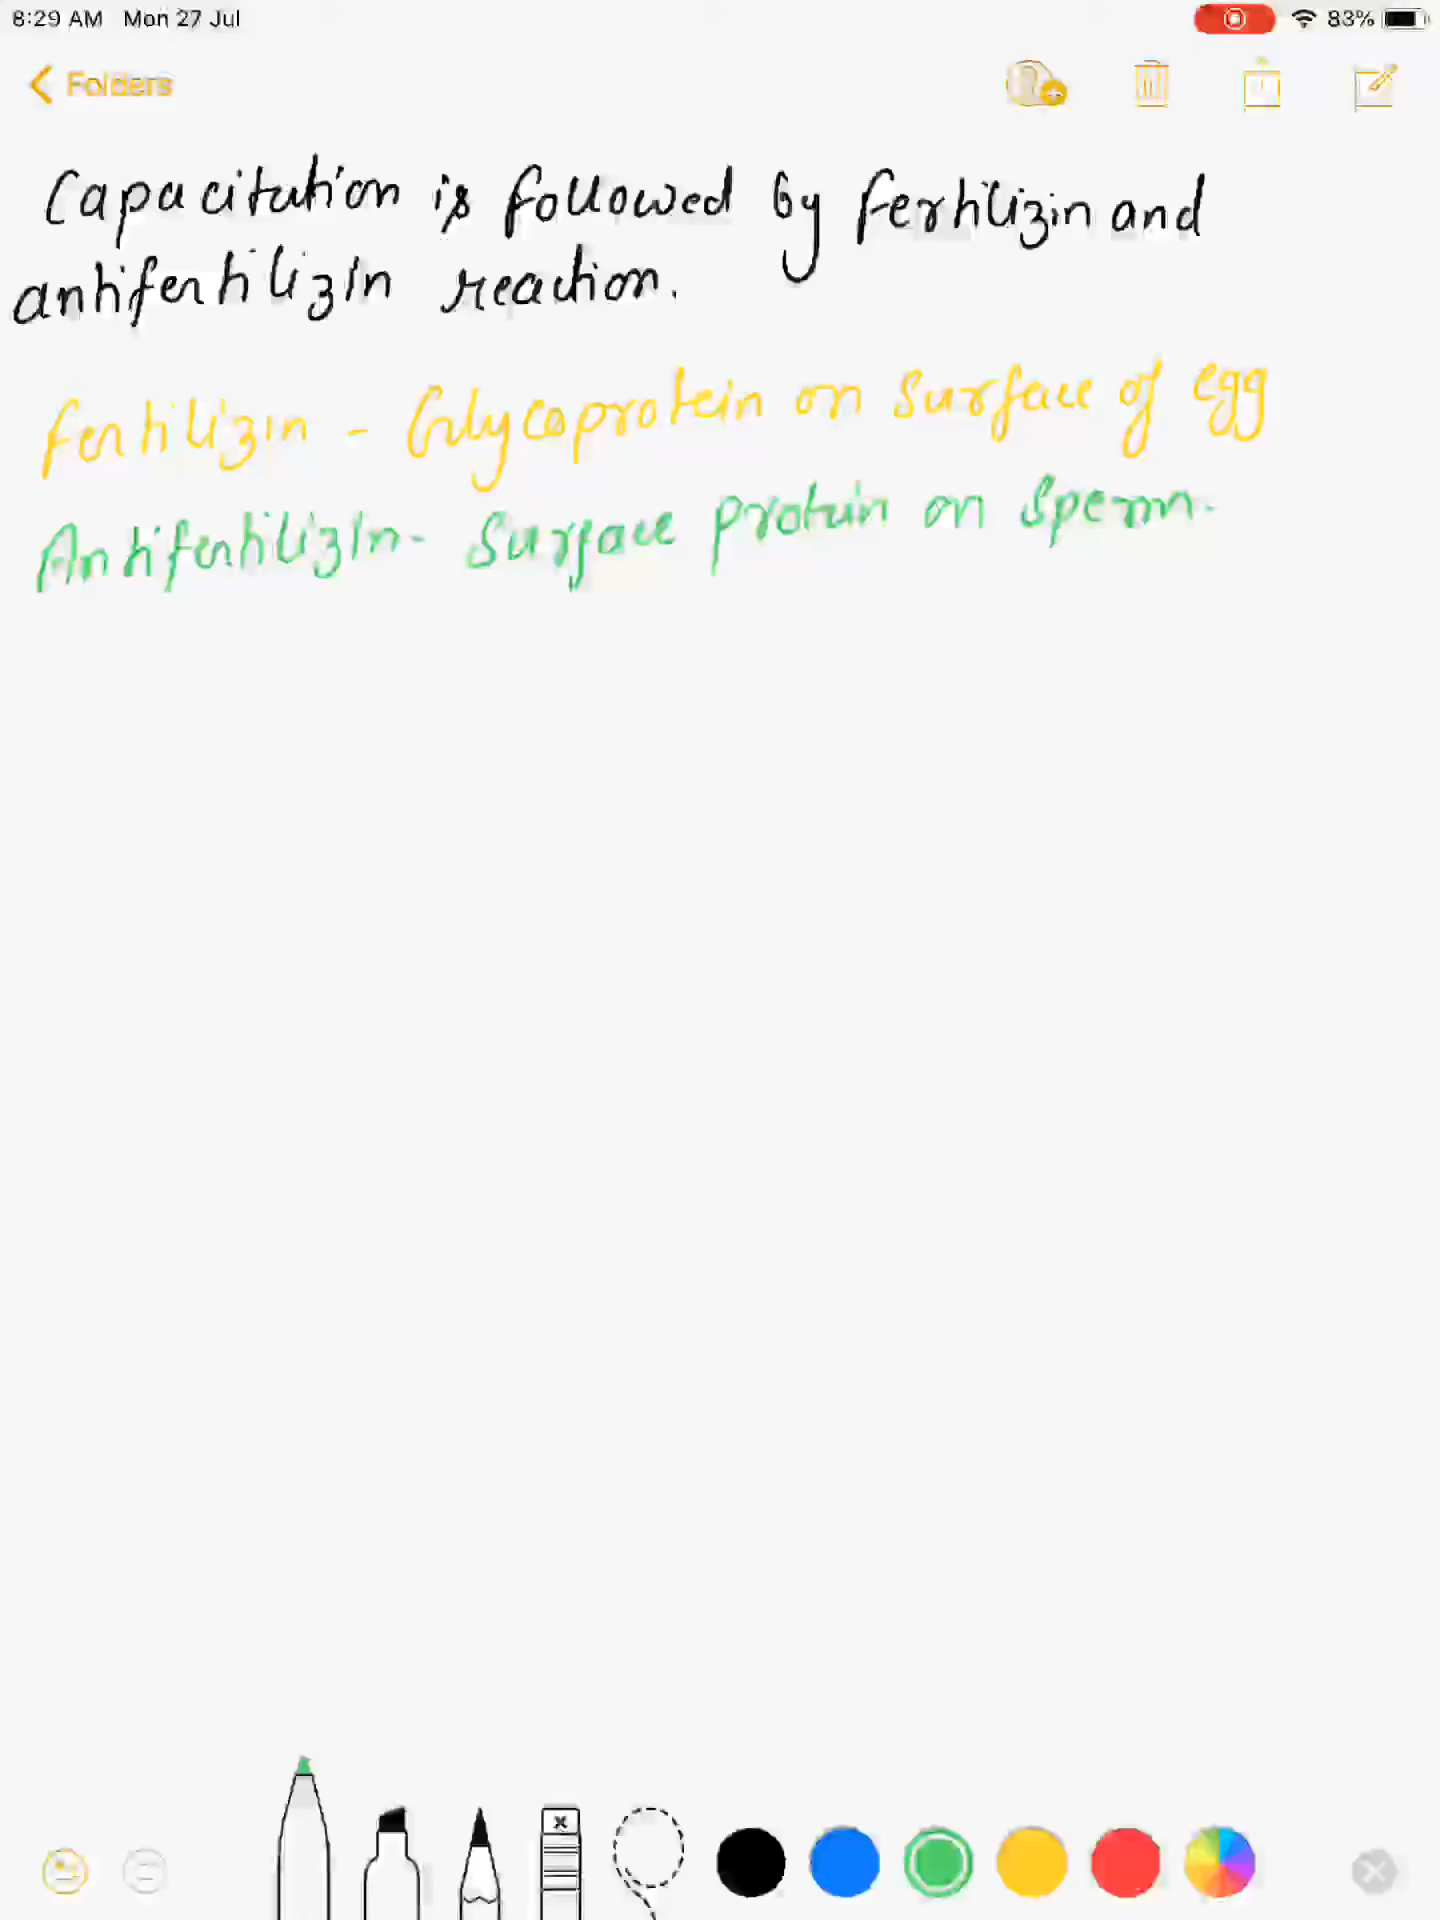 8:29 AM Mon 27 Jul 83%
Folders
Capacitation is followed by fertilizin and
antifertilizin reaction.
fertilizin - Glycoprotein on surface of egg
Antifertilizin - Surface protein on sperm.